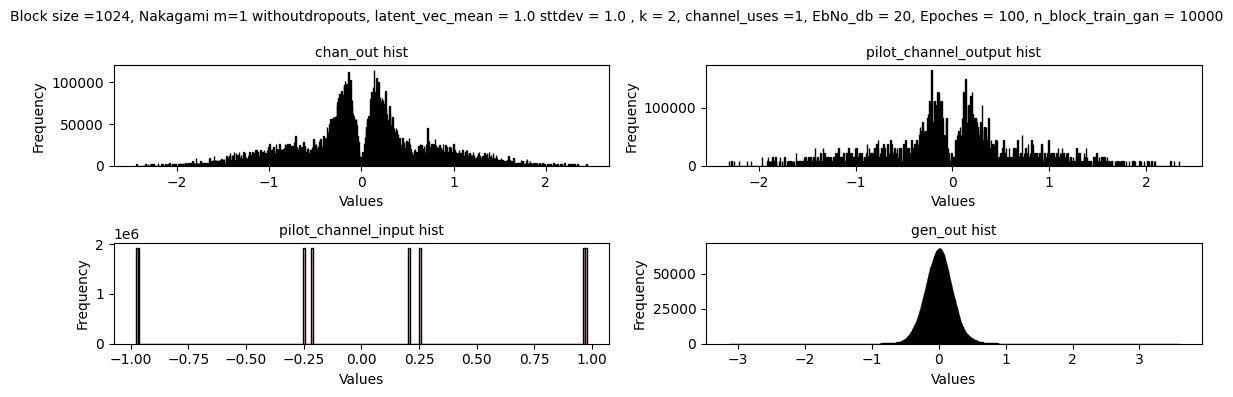 Block size =1024, Nakagami m=1 withoutdropouts, latent_vec_mean = 1.0 sttdev = 1.0 , k = 2, channel_uses =1, EbNo_db = 20, Epoches = 100, n_block_train_gan = 10000
chan_out hist
Frequency
100000
50000
0
−2
−1
0
1
2
Values
pilot_channel_output hist
Frequency
100000
0
−2
−1
0
1
2
Values
pilot_channel_input hist
1e6
Frequency
2
1
0
−1.00
−0.75
−0.50
−0.25
0.00
0.25
0.50
0.75
1.00
Values
gen_out hist
Frequency
50000
25000
0
−3
−2
−1
0
1
2
3
Values